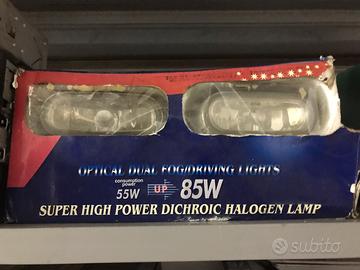 OPTICAL DUAL FOG/DRIVING LIGHTS
consumption
power
55W UP 85W
SUPER HIGH POWER DICHROIC HALOGEN LAMP
subito